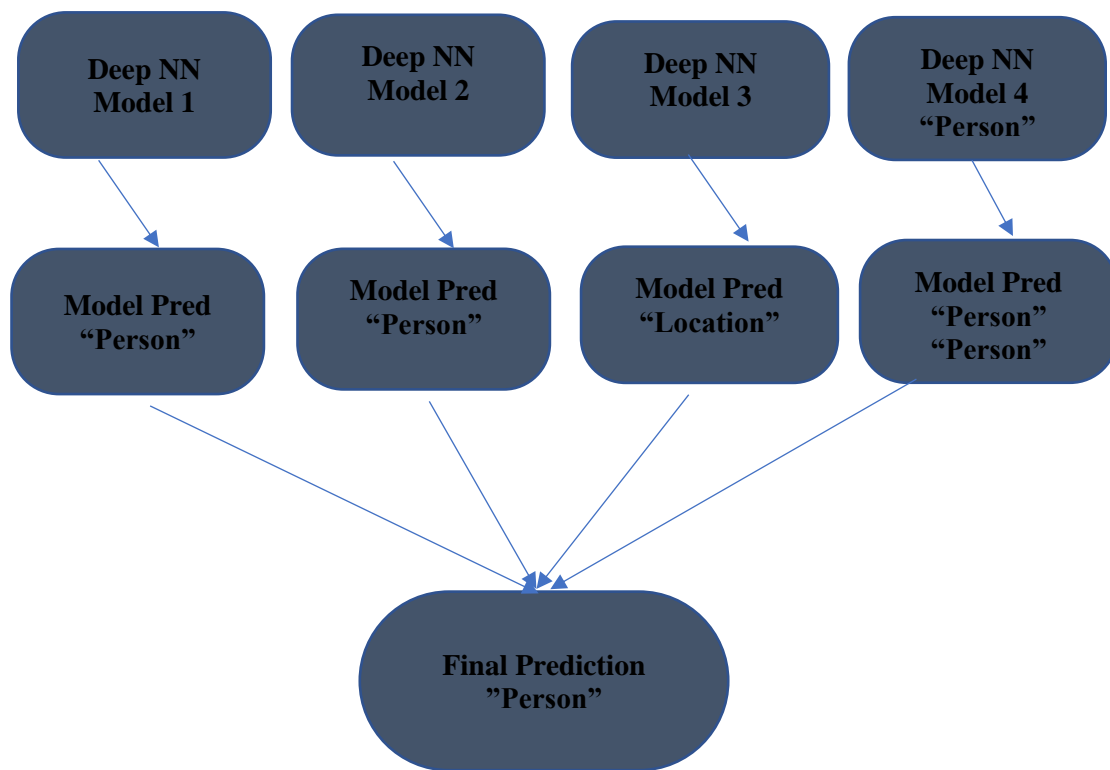 Deep NN
Model 1
Deep NN
Model 2
Deep NN
Model 3
Deep NN
Model 4
“Person”
Model Pred
“Person”
Model Pred
“Person”
Model Pred
“Location”
Model Pred
“Person”
“Person”
Final Prediction
”Person”